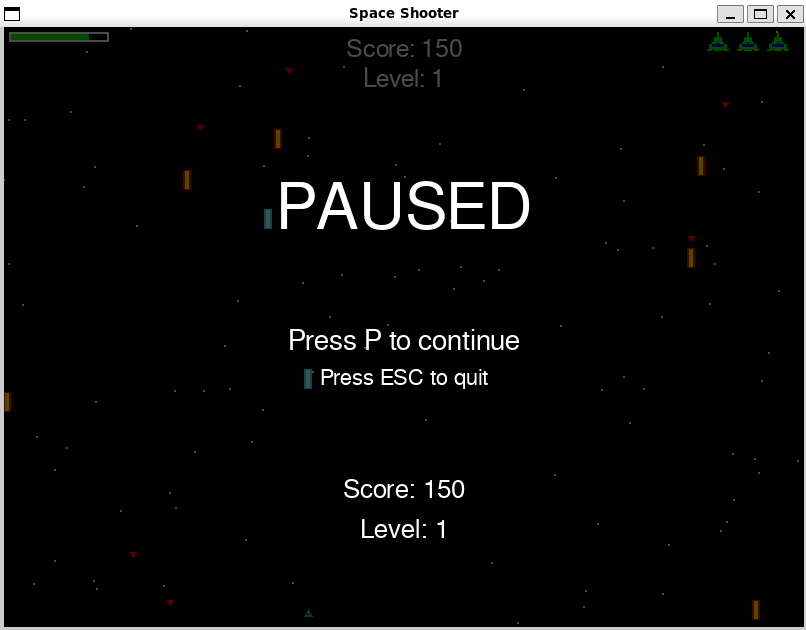 Space Shooter
Score: 150
Level: 1
PAUSED
Press P to continue
Press ESC to quit
Score: 150
Level: 1